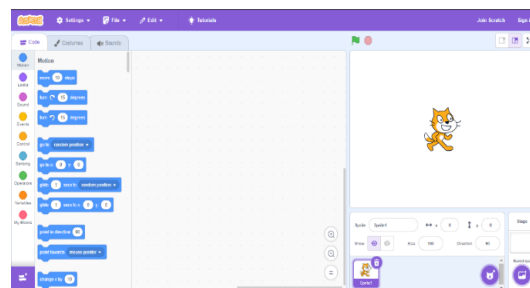 SCRATCH Settings File Edit Tutorials Join Scratch Sign
Code Costumes Sounds
Motion
Motion
move 10 steps
Looks
turn 15 degrees
Sound
turn 15 degrees
Events
Control
go to random position
Sensing
go to x: 0 y: 0
Operators
glide 1 secs to random position
Variables
glide 1 secs to x: 0 y: 0
My Blocks
point in direction 90
point towards mouse-pointer
change x by 10
Sprite Sprite1 x 0 y 0
Show Size 100 Direction 90
Sprite1
Stage